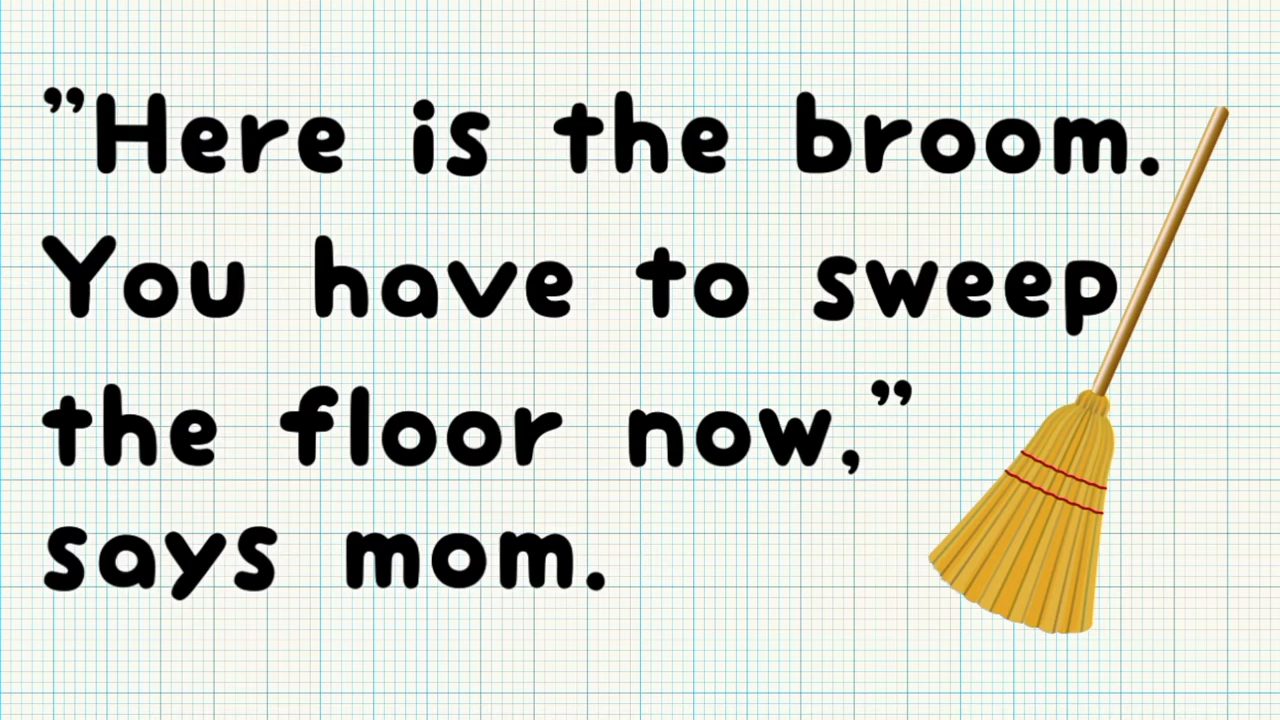 ”Here is the broom.
You have to sweep
the floor now,”
says mom.